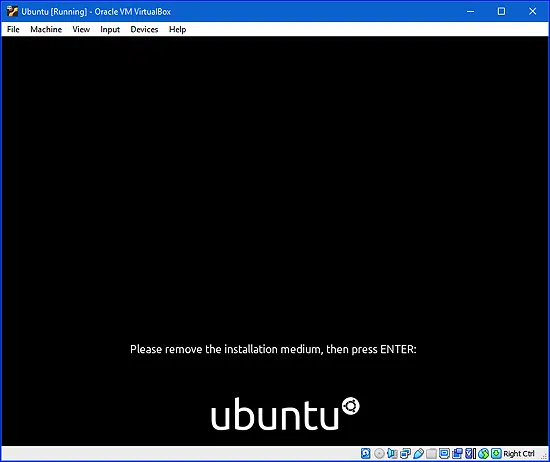 Ubuntu [Running] - Oracle VM VirtualBox
File Machine View Input Devices Help
Please remove the installation medium, then press ENTER:
ubuntu
Right Ctrl